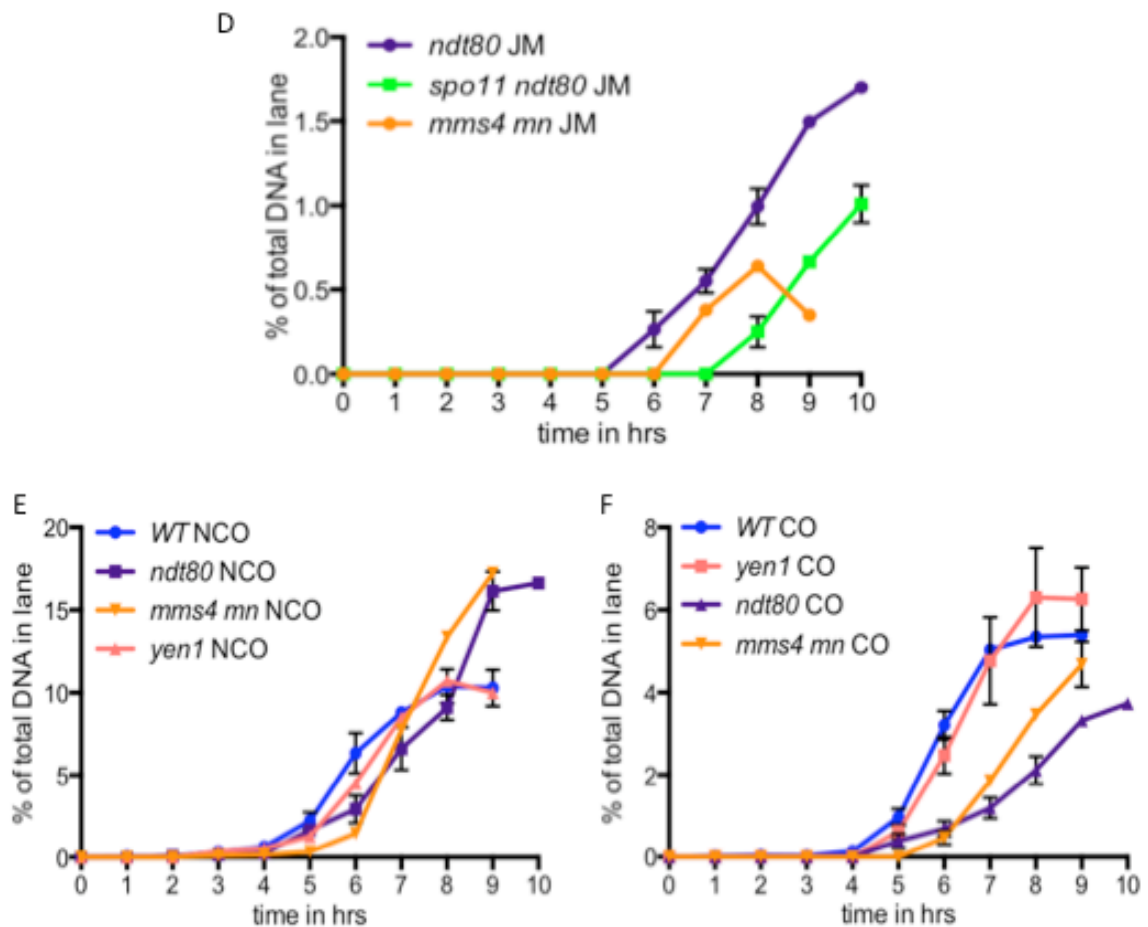 D
ndt80 JM
spo11 ndt80 JM
mms4 mn JM
% of total DNA in lane
2.0
1.5
1.0
0.5
0.0
0 1 2 3 4 5 6 7 8 9 10
time in hrs
E
WT NCO
ndt80 NCO
mms4 mn NCO
yen1 NCO
% of total DNA in lane
20
15
10
5
0
0 1 2 3 4 5 6 7 8 9 10
time in hrs
F
WT CO
yen1 CO
ndt80 CO
mms4 mn CO
% of total DNA in lane
8
6
4
2
0
0 1 2 3 4 5 6 7 8 9 10
time in hrs